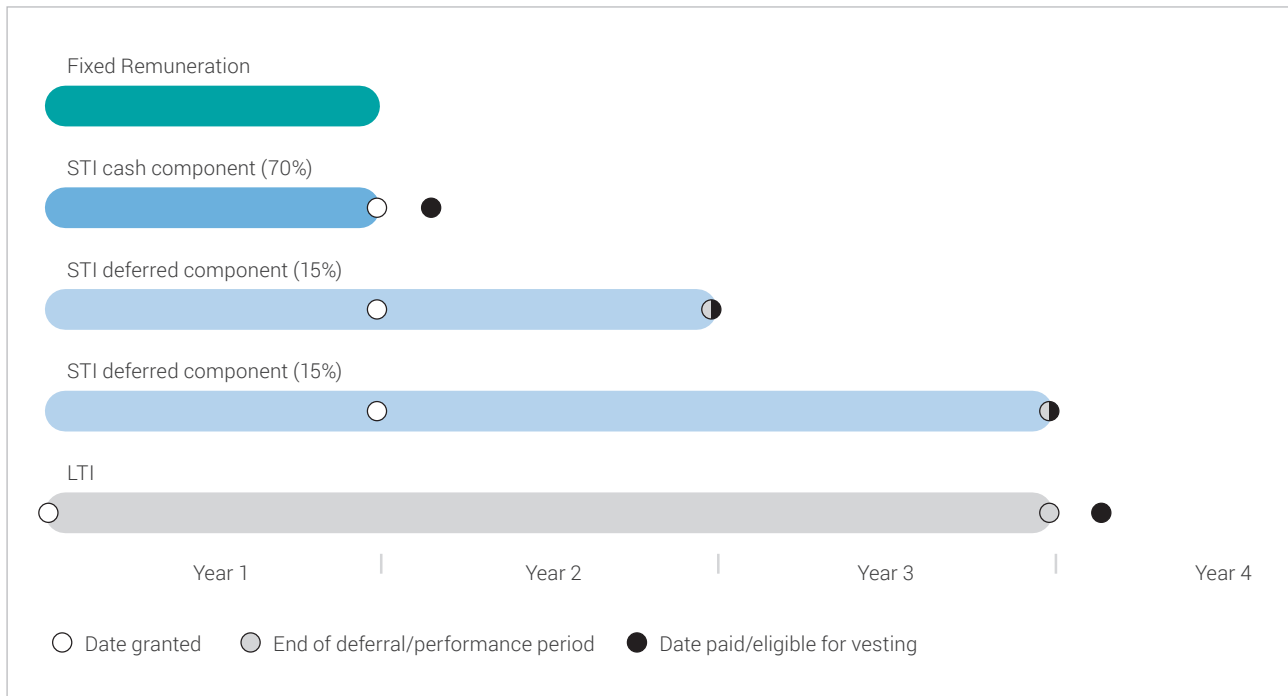 Fixed Remuneration
STI cash component (70%)
STI deferred component (15%)
STI deferred component (15%)
LTI
Year 1 Year 2 Year 3 Year 4
Date granted End of deferral/performance period Date paid/eligible for vesting